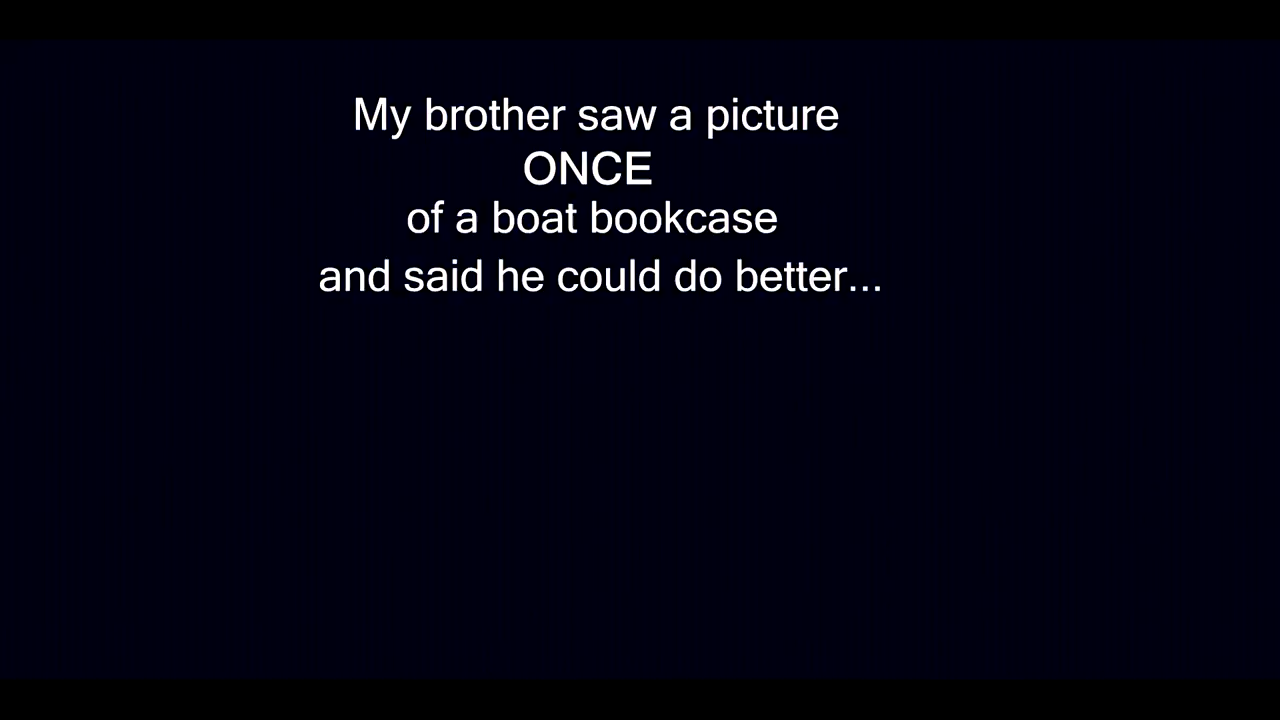 My brother saw a picture
ONCE
of a boat bookcase
and said he could do better...